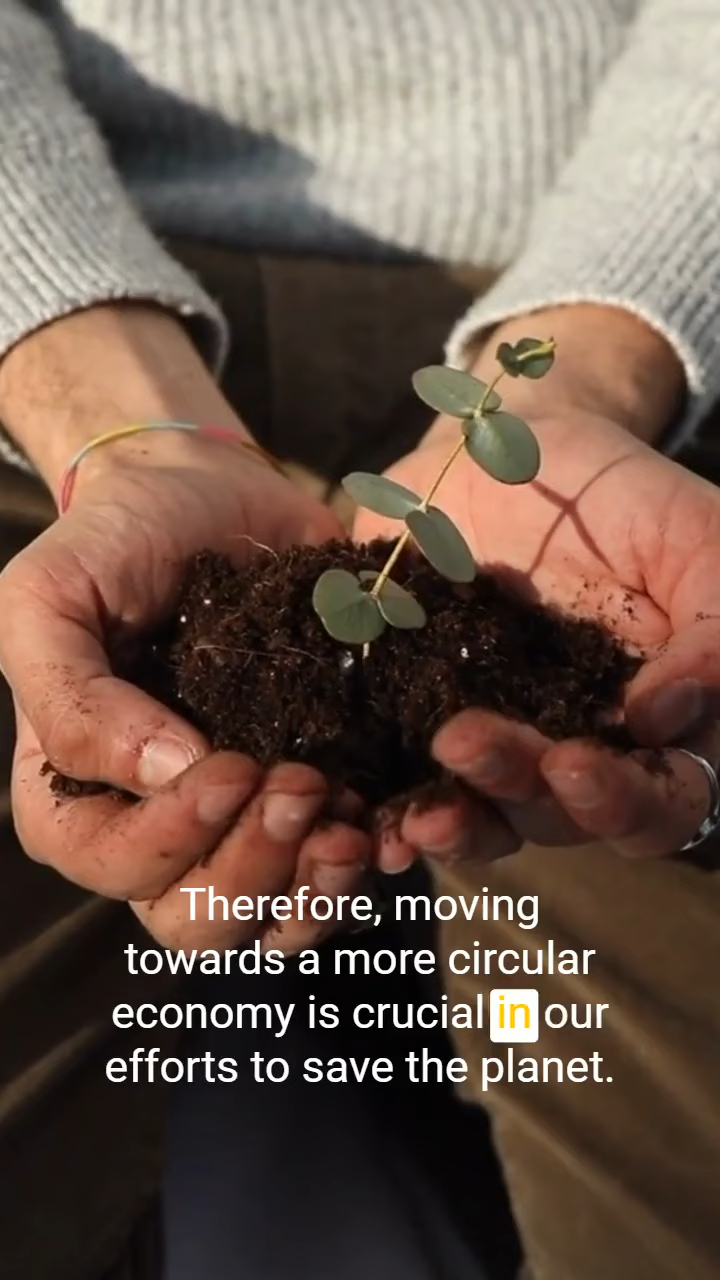 Therefore, moving
towards a more circular
economy is crucial in our
efforts to save the planet.